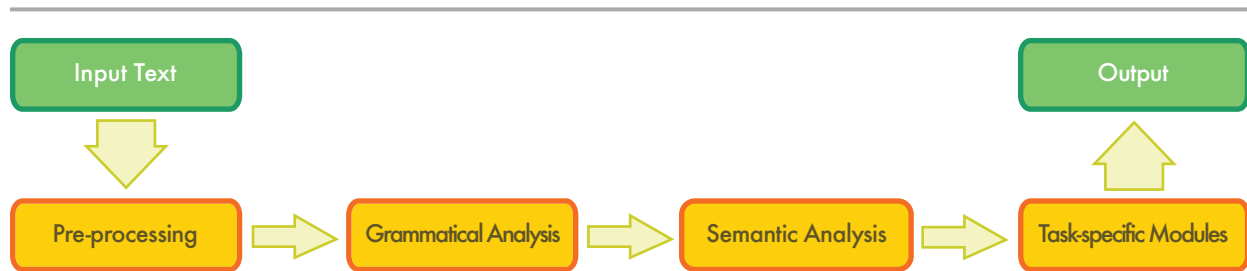 Input Text
Output
Pre-processing
Grammatical Analysis
Semantic Analysis
Task-specific Modules